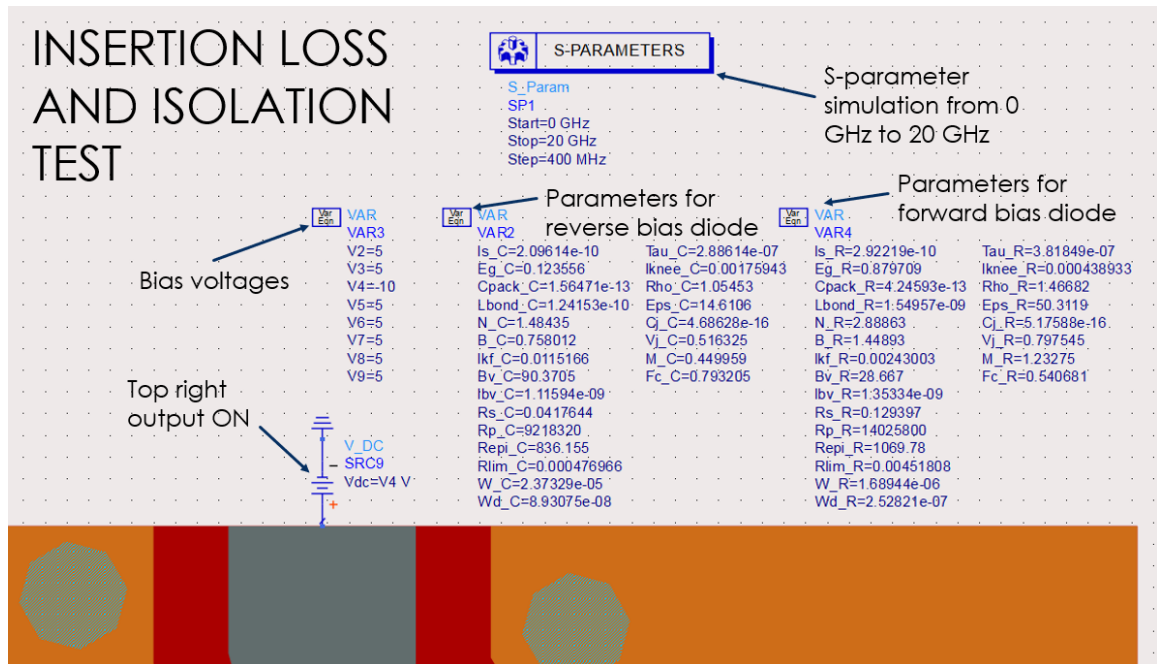 INSERTION LOSS
AND ISOLATION
TEST
S-PARAMETERS
S_Param
SP1
Start=0 GHz
Stop=20 GHz
Step=400 MHz
S-parameter
simulation from 0
GHz to 20 GHz
Bias voltages
Var
Eqn
VAR
VAR3
V2=5
V3=5
V4=-10
V5=5
V6=5
V7=5
V8=5
V9=5
Parameters for
reverse bias diode
Var
Eqn
VAR
VAR2
Is_C=2.09614e-10
Eg_C=0.123556
Cpack_C=1.56471e-13
Lbond_C=1.24153e-10
N_C=1.48435
B_C=0.758012
Ikf_C=0.0115166
Bv_C=90.3705
Ibv_C=1.11594e-09
Rs_C=0.0417644
Rp_C=9218320
Repi_C=836.155
Rlim_C=0.000476966
W_C=2.37329e-05
Wd_C=8.93075e-08
Tau_C=2.88614e-07
Iknee_C=0.00175943
Rho_C=1.05453
Eps_C=14.6106
Cj_C=4.68628e-16
Vj_C=0.516325
M_C=0.449959
Fc_C=0.793205
Parameters for
forward bias diode
Var
Eqn
VAR
VAR4
Is_R=2.92219e-10
Eg_R=0.879709
Cpack_R=4.24593e-13
Lbond_R=1.54957e-09
N_R=2.88863
B_R=1.44893
Ikf_R=0.00243003
Bv_R=28.667
Ibv_R=1.35334e-09
Rs_R=0.129397
Rp_R=14025800
Repi_R=1069.78
Rlim_R=0.00451808
W_R=1.68944e-06
Wd_R=2.52821e-07
Tau_R=3.81849e-07
Iknee_R=0.000438933
Rho_R=1.46682
Eps_R=50.3119
Cj_R=5.17588e-16
Vj_R=0.797545
M_R=1.23275
Fc_R=0.540681
Top right
output ON
V_DC
SRC9
Vdc=V4 V